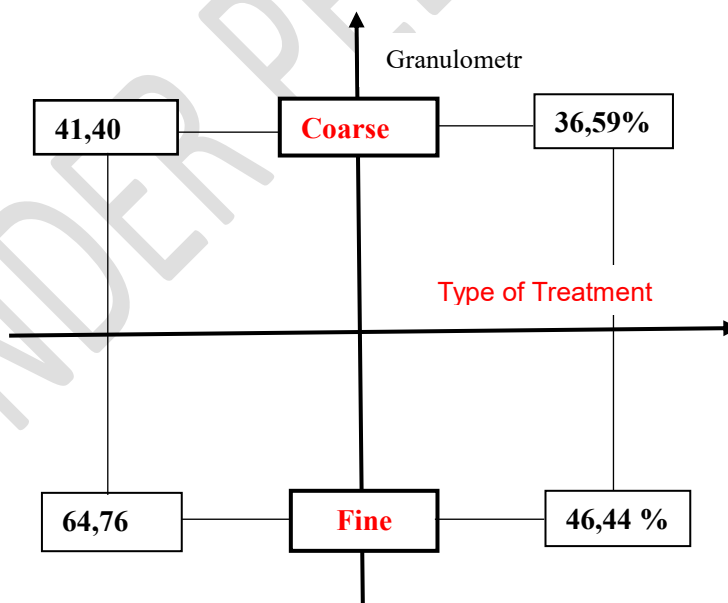 Granulometr
41,40
Coarse
36,59%
Type of Treatment
64,76
Fine
46,44 %